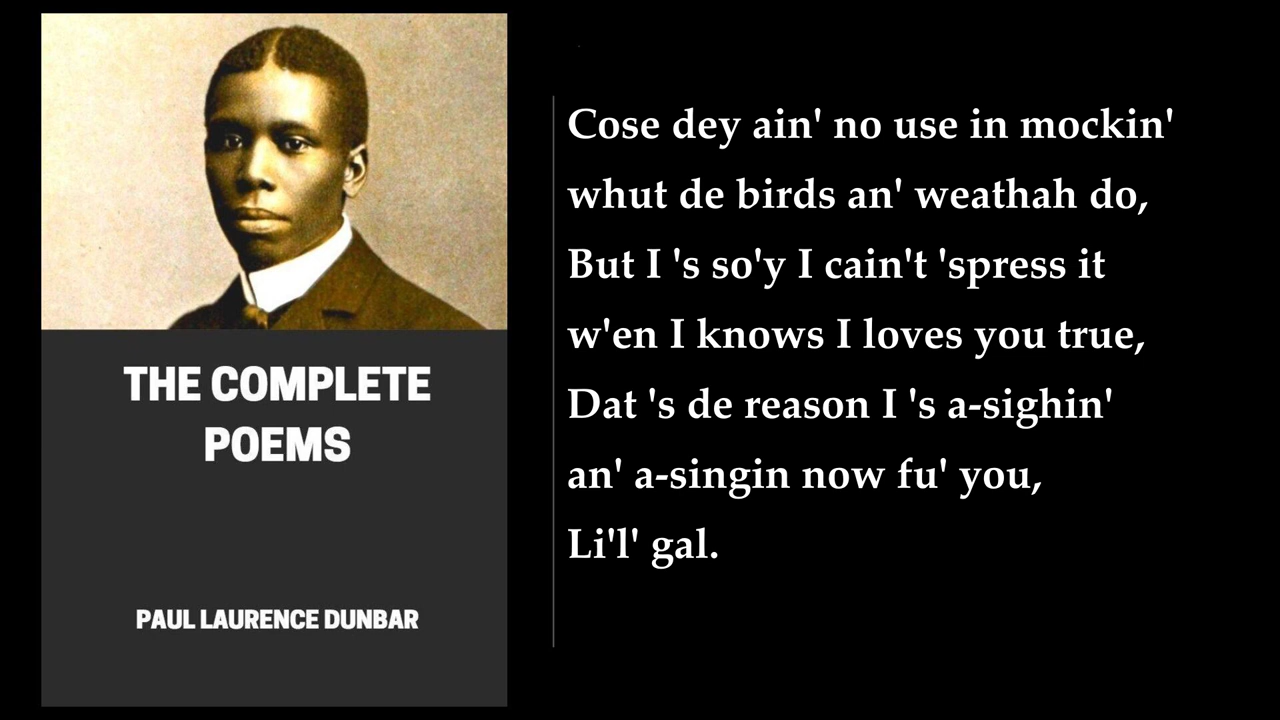 THE COMPLETE
POEMS
PAUL LAURENCE DUNBAR
Cose dey ain' no use in mockin'
whut de birds an' weathah do,
But I 's so'y I cain't 'spress it
w'en I knows I loves you true,
Dat 's de reason I 's a-sighin'
an' a-singin now fu' you,
Li'l' gal.